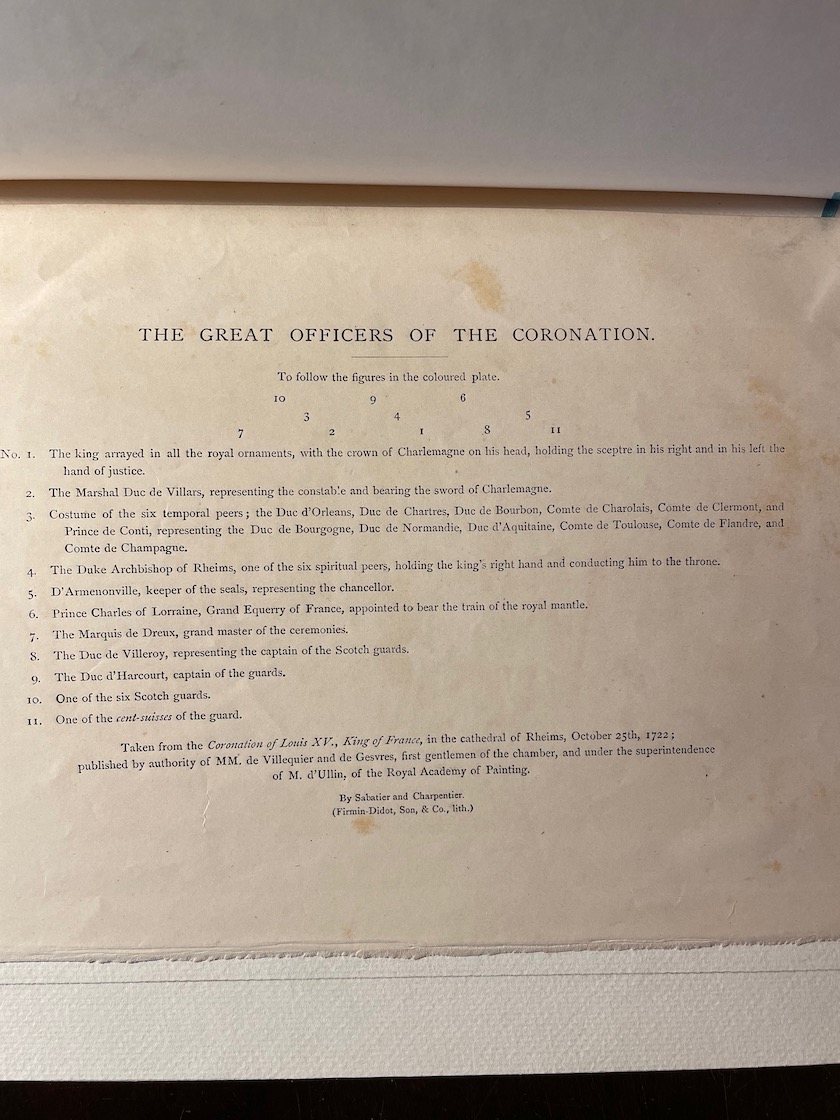 THE GREAT OFFICERS OF THE CORONATION.
To follow the figures in the coloured plate.
10 9 6
3 4 5
7 2 1 8 11
No. 1. The king arrayed in all the royal ornaments, with the crown of Charlemagne on his head, holding the sceptre in his right and in his left the
hand of justice.
2. The Marshal Duc de Villars, representing the constable and bearing the sword of Charlemagne.
3. Costume of the six temporal peers; the Duc d'Orleans, Duc de Chartres, Duc de Bourbon, Comte de Charolais, Comte de Clermont, and
Prince de Conti, representing the Duc de Bourgogne, Duc de Normandie, Duc d'Aquitaine, Comte de Toulouse, Comte de Flandre, and
Comte de Champagne.
4. The Duke Archbishop of Rheims, one of the six spiritual peers, holding the king's right hand and conducting him to the throne.
5. D'Armenonville, keeper of the seals, representing the chancellor.
6. Prince Charles of Lorraine, Grand Equerry of France, appointed to bear the train of the royal mantle.
7. The Marquis de Dreux, grand master of the ceremonies.
8. The Duc de Villeroy, representing the captain of the Scotch guards.
9. The Duc d'Harcourt, captain of the guards.
10. One of the six Scotch guards.
11. One of the cent-suisses of the guard.
Taken from the Coronation of Louis XV., King of France, in the cathedral of Rheims, October 25th, 1722;
published by authority of MM. de Villequier and de Gesvres, first gentlemen of the chamber, and under the superintendence
of M. d'Ullin, of the Royal Academy of Painting.
By Sabatier and Charpentier.
(Firmin-Didot, Son, & Co., lith.)